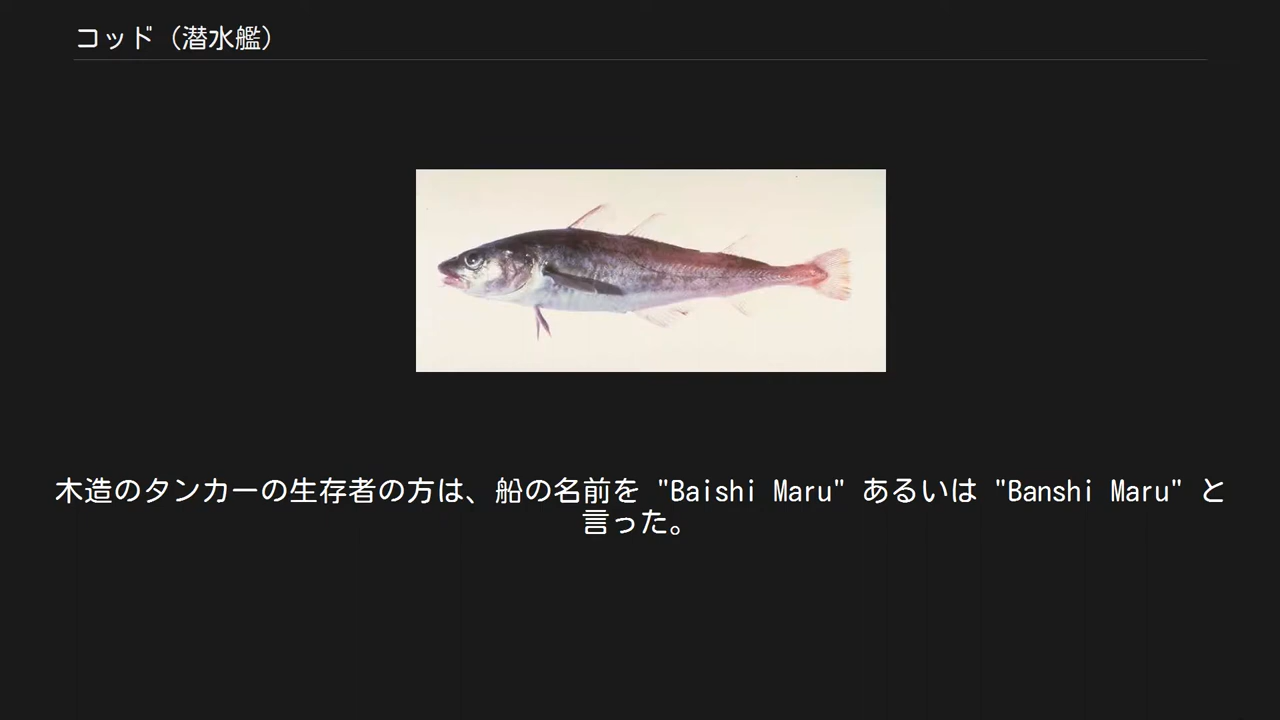 コッド（潜水艦）
木造のタンカーの生存者の方は、船の名前を "Baishi Maru" あるいは "Banshi Maru" と
言った。